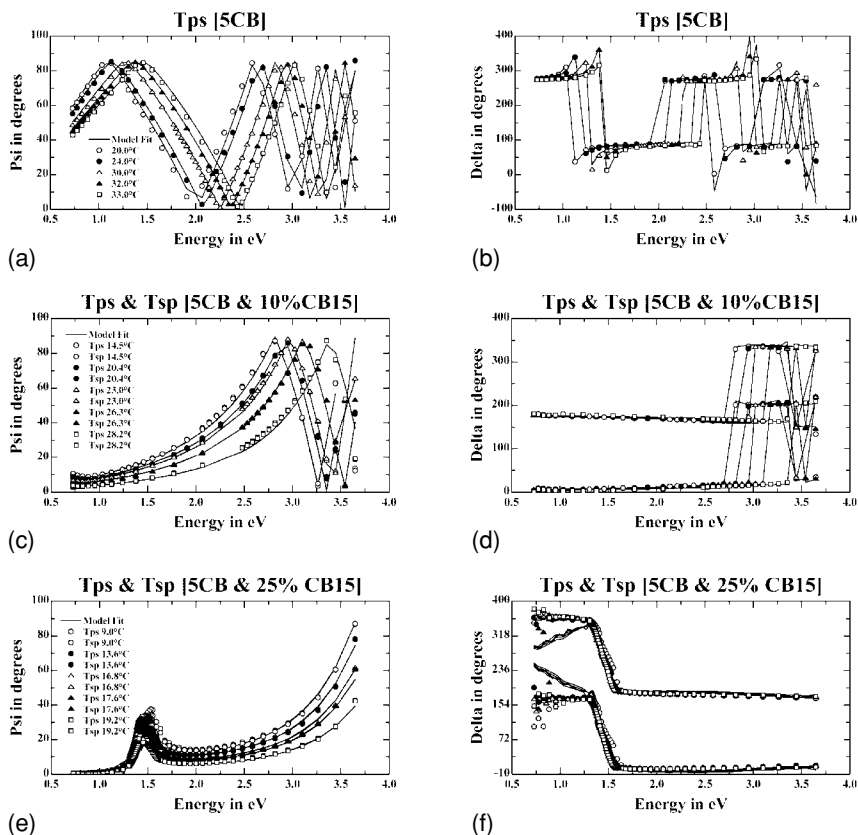 Tps [5CB]
Psi in degrees
100
80
60
40
20
0
Model Fit
20.0°C
24.0°C
30.0°C
32.0°C
33.0°C
0.5 1.0 1.5 2.0 2.5 3.0 3.5 4.0
Energy in eV
(a)
Tps [5CB]
Delta in degrees
400
300
200
100
0
-100
0.5 1.0 1.5 2.0 2.5 3.0 3.5 4.0
Energy in eV
(b)
Tps & Tsp [5CB & 10%CB15]
Psi in degrees
100
80
60
40
20
0
Model Fit
Tps 14.5°C
Tsp 14.5°C
Tps 20.4°C
Tsp 20.4°C
Tps 23.0°C
Tsp 23.0°C
Tps 26.3°C
Tsp 26.3°C
Tps 28.2°C
Tsp 28.2°C
0.5 1.0 1.5 2.0 2.5 3.0 3.5 4.0
Energy in eV
(c)
Tps & Tsp [5CB & 10%CB15]
Delta in degrees
400
300
200
100
0
0.5 1.0 1.5 2.0 2.5 3.0 3.5 4.0
Energy in eV
(d)
Tps & Tsp [5CB & 25% CB15]
Psi in degrees
100
80
60
40
20
0
Model Fit
Tps 9.0°C
Tsp 9.0°C
Tps 13.6°C
Tsp 13.6°C
Tps 16.8°C
Tsp 16.8°C
Tps 17.6°C
Tsp 17.6°C
Tps 19.2°C
Tsp 19.2°C
0.5 1.0 1.5 2.0 2.5 3.0 3.5 4.0
Energy in eV
(e)
Tps & Tsp [5CB & 25% CB15]
Delta in degrees
400
318
236
154
72
-10
0.5 1.0 1.5 2.0 2.5 3.0 3.5 4.0
Energy in eV
(f)